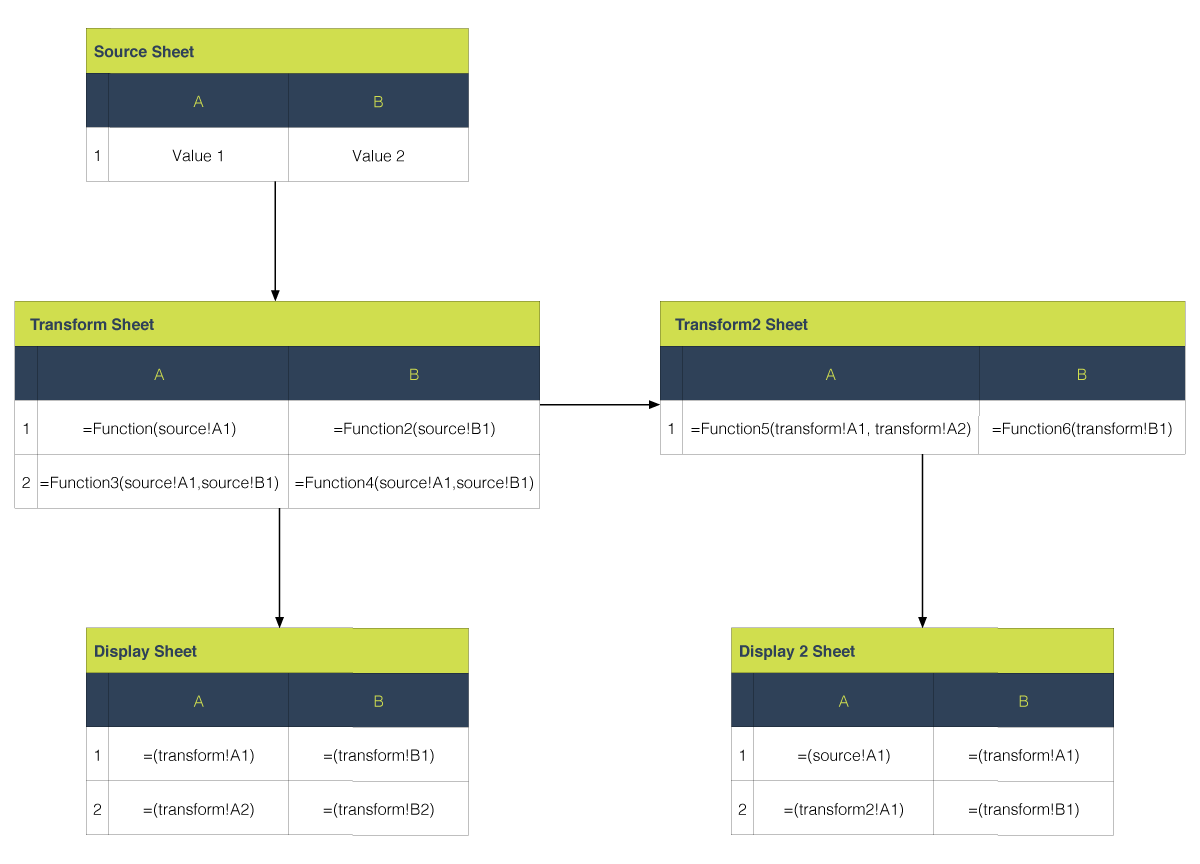 Source Sheet
A B
1 Value 1 Value 2
Transform Sheet
A B
1 =Function(source!A1) =Function2(source!B1)
2 =Function3(source!A1,source!B1) =Function4(source!A1,source!B1)
Transform2 Sheet
A B
1 =Function5(transform!A1, transform!A2) =Function6(transform!B1)
Display Sheet
A B
1 =(transform!A1) =(transform!B1)
2 =(transform!A2) =(transform!B2)
Display 2 Sheet
A B
1 =(source!A1) =(transform!A1)
2 =(transform2!A1) =(transform!B1)